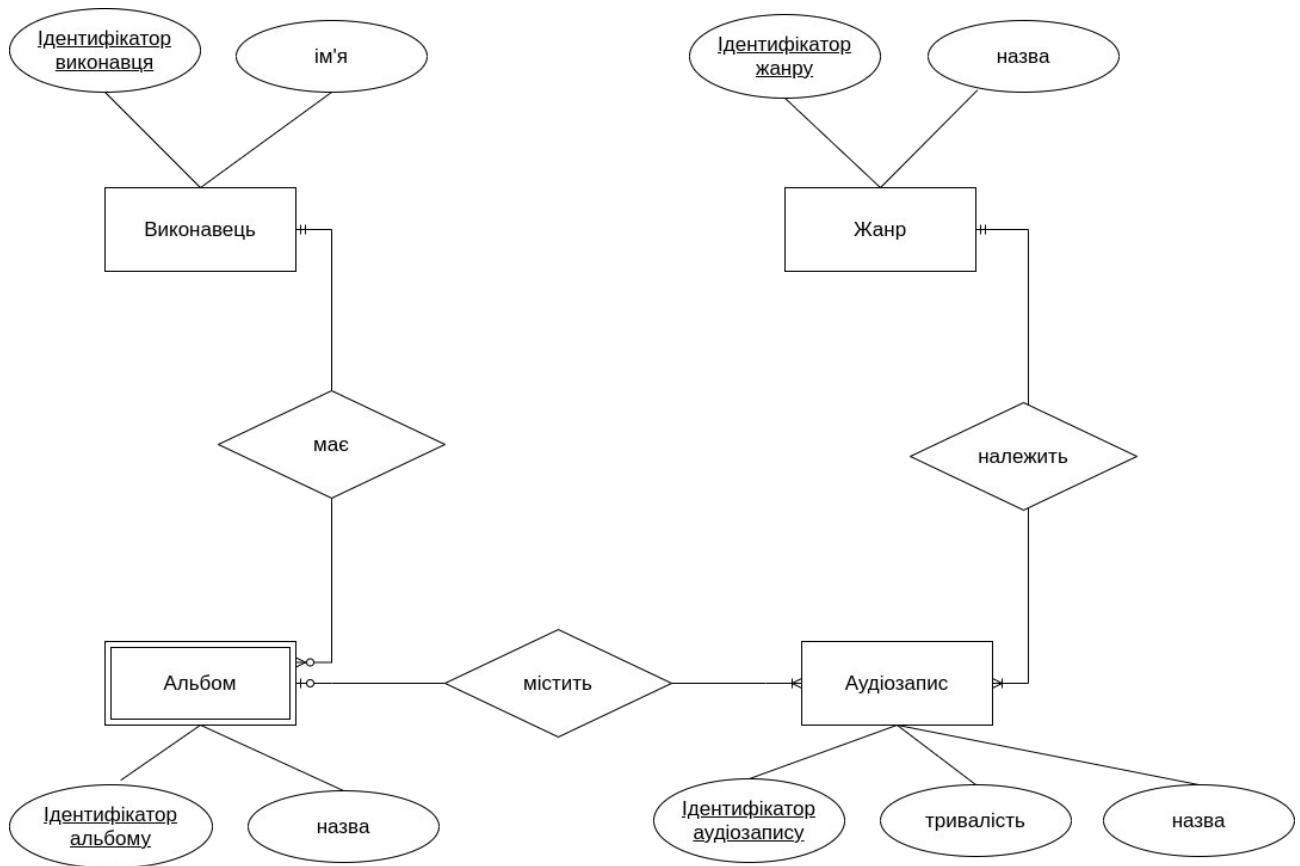 Ідентифікатор
виконавця
ім'я
Ідентифікатор
жанру
назва
Виконавець
Жанр
має
належить
Альбом
містить
Аудіозапис
Ідентифікатор
альбому
назва
Ідентифікатор
аудіозапису
тривалість
назва